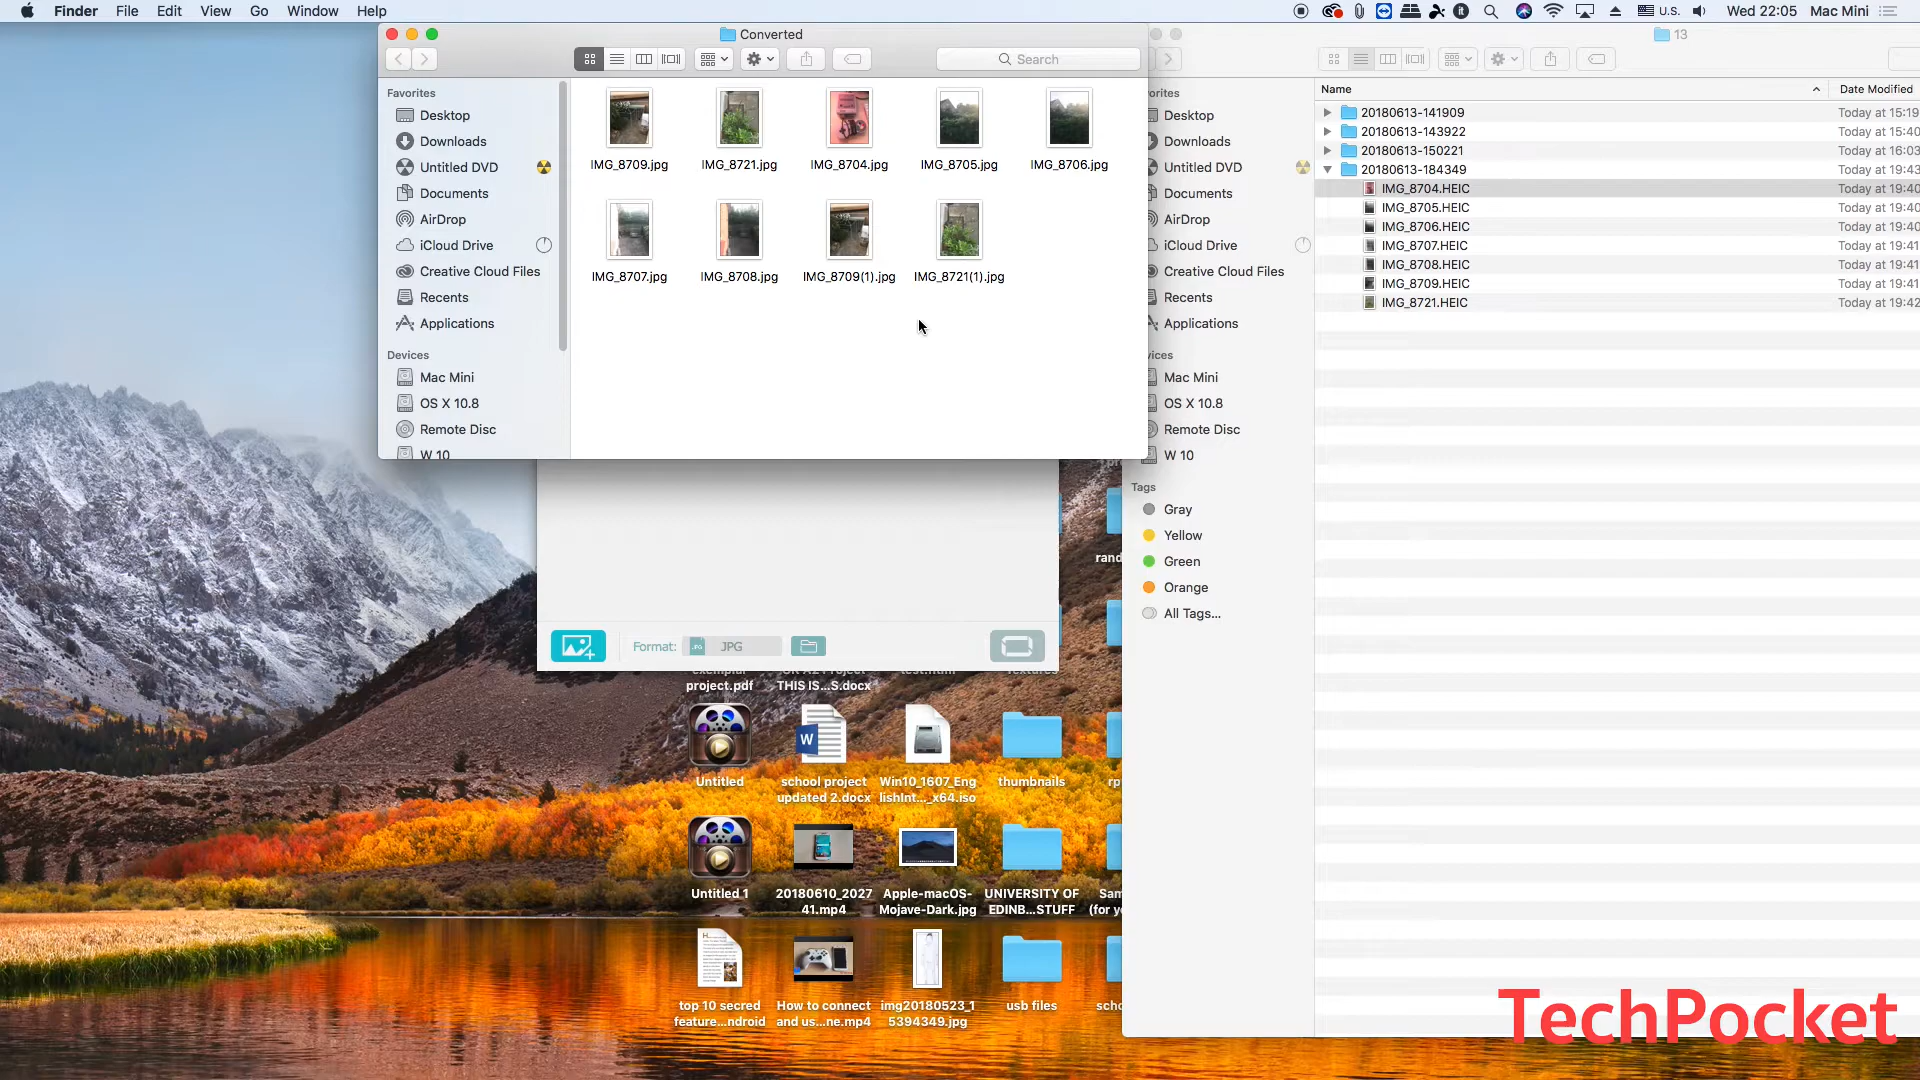 Finder File Edit View Go Window Help
U.S. Wed 22:05 Mac Mini
Converted
Search
Favorites
Desktop
Downloads
Untitled DVD
Documents
AirDrop
iCloud Drive
Creative Cloud Files
Recents
Applications
Devices
Mac Mini
OS X 10.8
Remote Disc
W 10
IMG_8709.jpg
IMG_8721.jpg
IMG_8704.jpg
IMG_8705.jpg
IMG_8706.jpg
IMG_8707.jpg
IMG_8708.jpg
IMG_8709(1).jpg
IMG_8721(1).jpg
13
Desktop
Downloads
Untitled DVD
Documents
AirDrop
iCloud Drive
Creative Cloud Files
Recents
Applications
Mac Mini
OS X 10.8
Remote Disc
W 10
Tags
Gray
Yellow
Green
Orange
All Tags...
Name Date Modified
20180613-141909 Today at 15:19
20180613-143922 Today at 15:40
20180613-150221 Today at 16:03
20180613-184349 Today at 19:43
IMG_8704.HEIC Today at 19:40
IMG_8705.HEIC Today at 19:40
IMG_8706.HEIC Today at 19:40
IMG_8707.HEIC Today at 19:41
IMG_8708.HEIC Today at 19:41
IMG_8709.HEIC Today at 19:41
IMG_8721.HEIC Today at 19:42
Format: JPG
project.pdf
THIS IS...S.docx
Untitled
school project
updated 2.docx
Win10_1607_Eng
lishInt..._x64.iso
thumbnails
Untitled 1
20180610_2027
41.mp4
Apple-macOS-
Mojave-Dark.jpg
UNIVERSITY OF
EDINB...STUFF
top 10 secred
feature...ndroid
How to connect
and us...ne.mp4
img20180523_1
5394349.jpg
usb files
TechPocket